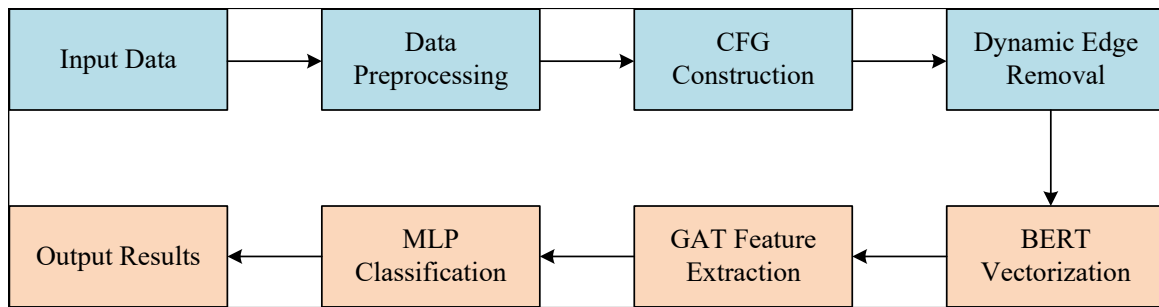 Input Data
Data
Preprocessing
CFG
Construction
Dynamic Edge
Removal
BERT
Vectorization
GAT Feature
Extraction
MLP
Classification
Output Results